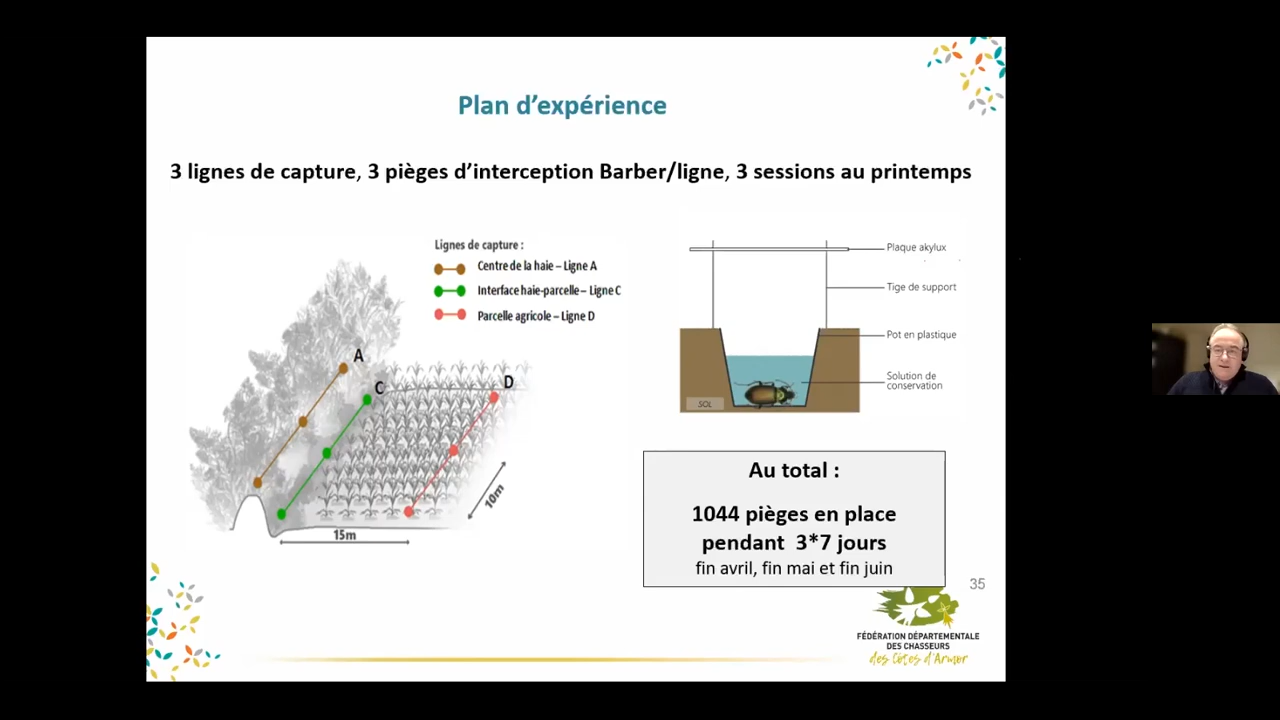 Plan d'expérience
3 lignes de capture, 3 pièges d'interception Barber/ligne, 3 sessions au printemps
Lignes de capture :
Centre de la haie – Ligne A
Interface haie-parcelle – Ligne C
Parcelle agricole – Ligne D
A
C
D
10m
15m
Plaque akylux
Tige de support
Pot en plastique
Solution de
conservation
SOL
Au total :
1044 pièges en place
pendant 3*7 jours
fin avril, fin mai et fin juin
35
FÉDÉRATION DÉPARTEMENTALE
DES CHASSEURS
des Côtes d'Armor